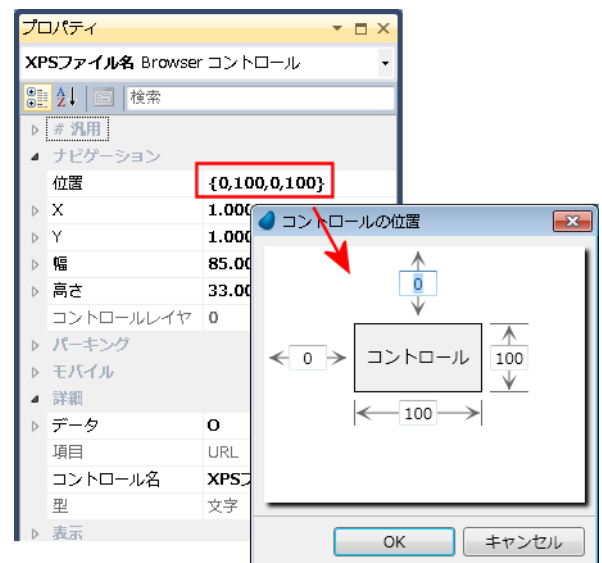 プロパティ
XPSファイル名 Browser コントロール
検索
# 汎用
ナビゲーション
位置 {0,100,0,100}
X 1.000
Y 1.000
幅 85.00
高さ 33.00
コントロールレイヤ 0
パーキング
モバイル
詳細
データ 0
項目 URL
コントロール名 XPSフ
型 文字
表示
コントロールの位置
0
0 コントロール 100
100
OK キャンセル